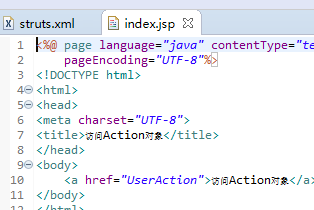 struts.xml index.jsp
1 <%@ page language="java" contentType="te
2 pageEncoding="UTF-8"%>
3 <!DOCTYPE html>
4 <html>
5 <head>
6 <meta charset="UTF-8">
7 <title>访问Action对象</title>
8 </head>
9 <body>
10 <a href="UserAction">访问Action对象</a>
11 </body>
12 </html>